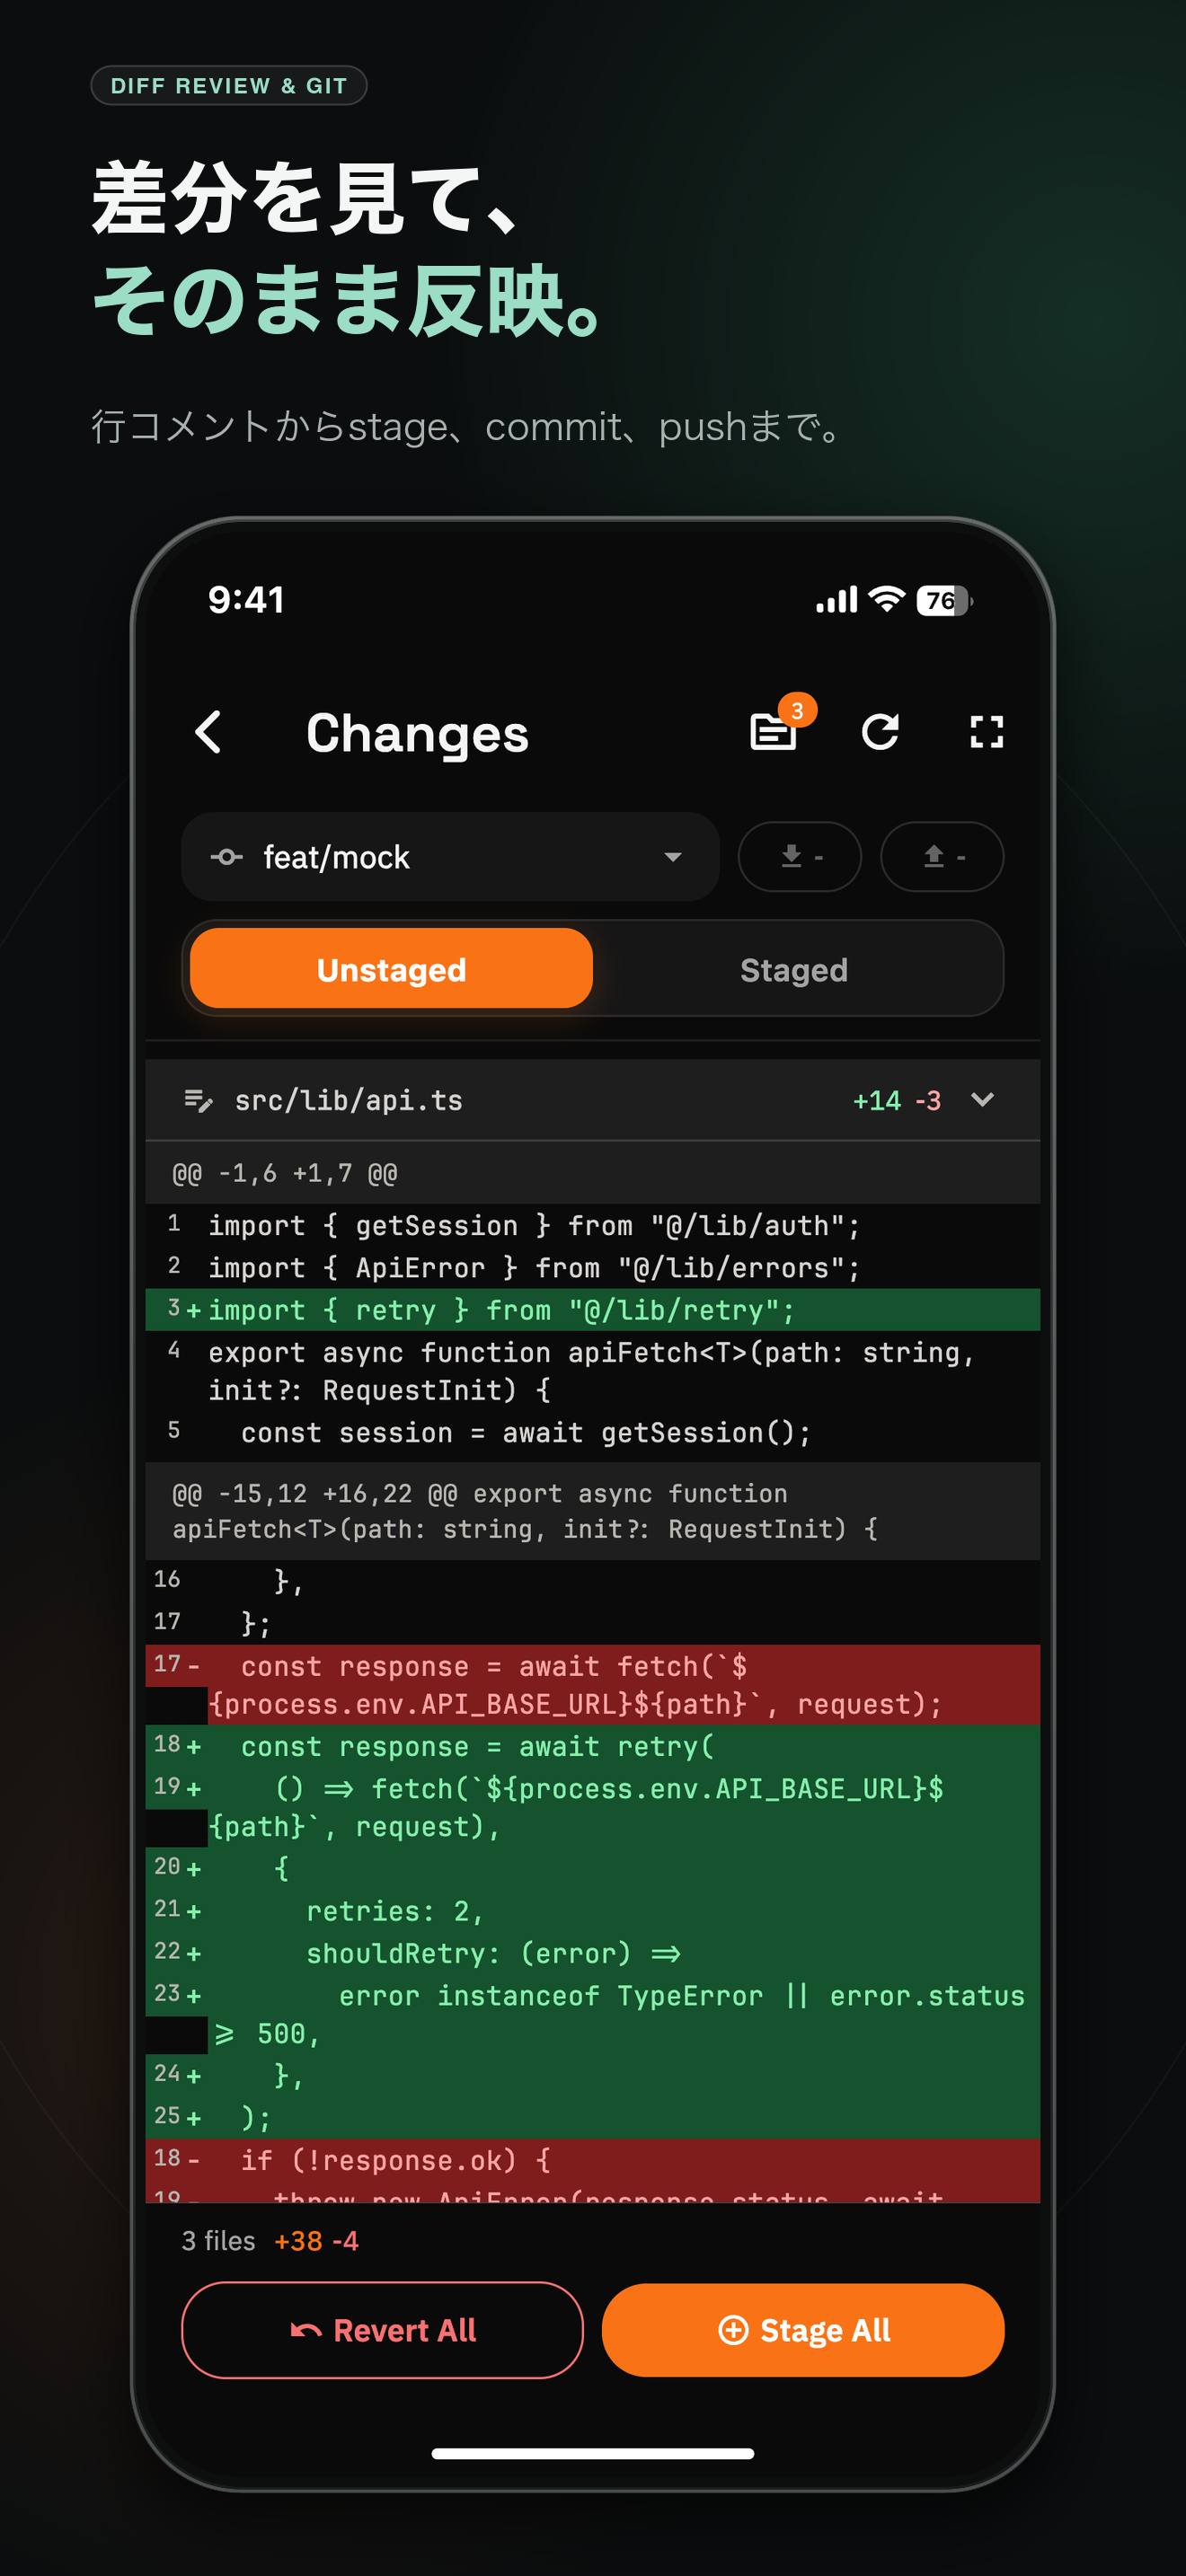 DIFF REVIEW & GIT
差分を見て、
そのまま反映。
行コメントからstage、commit、pushまで。
9:41
76
Changes
3
feat/mock
-
-
Unstaged
Staged
src/lib/api.ts +14 -3
@@ -1,6 +1,7 @@
1 import { getSession } from "@/lib/auth";
2 import { ApiError } from "@/lib/errors";
3 + import { retry } from "@/lib/retry";
4 export async function apiFetch<T>(path: string,
init?: RequestInit) {
5 const session = await getSession();
@@ -15,12 +16,22 @@ export async function
apiFetch<T>(path: string, init?: RequestInit) {
16 },
17 };
17 - const response = await fetch(`$
{process.env.API_BASE_URL}${path}`, request);
18 + const response = await retry(
19 + () => fetch(`${process.env.API_BASE_URL}$
{path}`, request),
20 + {
21 + retries: 2,
22 + shouldRetry: (error) =>
23 + error instanceof TypeError || error.status
>= 500,
24 + },
25 + );
18 - if (!response.ok) {
19 - throw new ApiError(response.status, await
3 files +38 -4
Revert All
Stage All